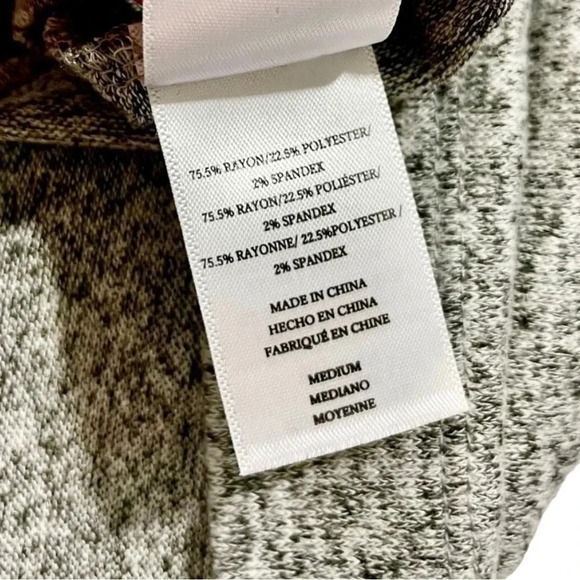 75.5% RAYON/22.5% POLYESTER/
2% SPANDEX
75.5% RAYON/22.5% POLIÉSTER/
2% SPANDEX
75.5% RAYONNE/ 22.5%POLYESTER /
2% SPANDEX
MADE IN CHINA
HECHO EN CHINA
FABRIQUÉ EN CHINE
MEDIUM
MEDIANO
MOYENNE